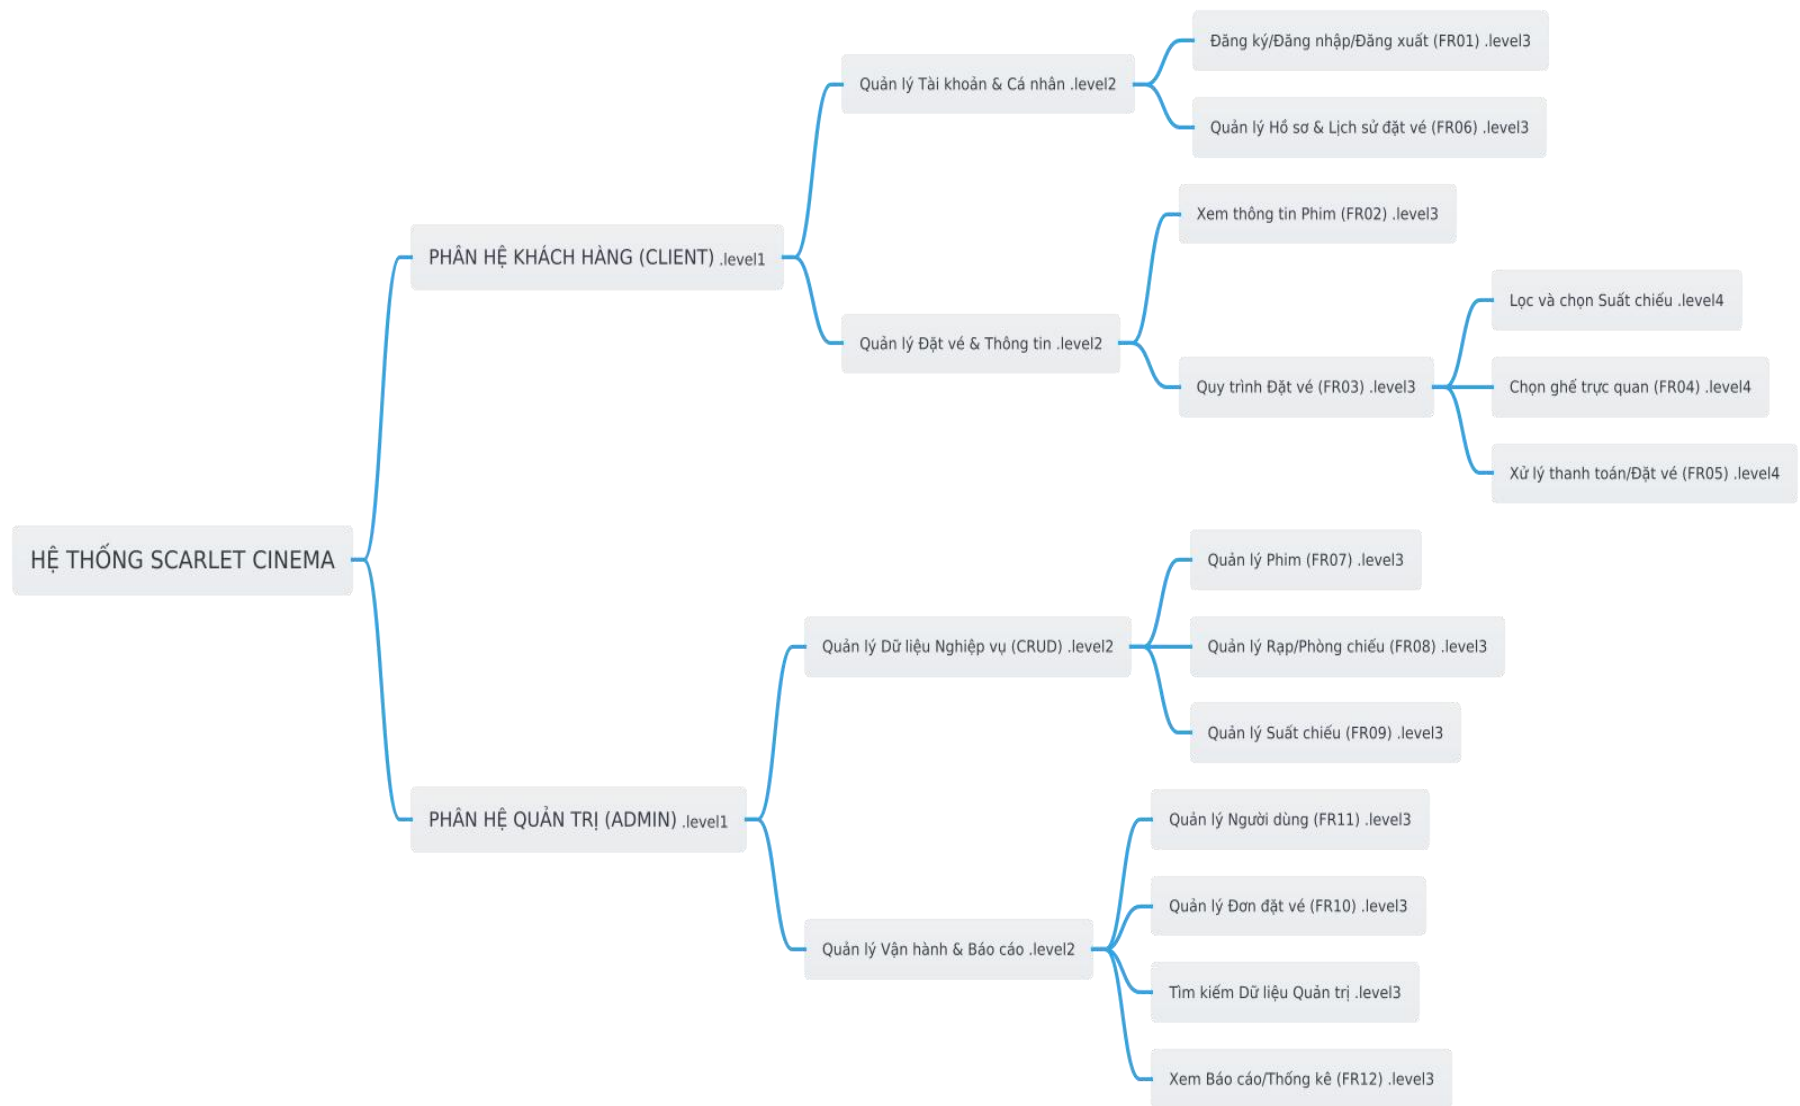 HỆ THỐNG SCARLET CINEMA
PHÂN HỆ KHÁCH HÀNG (CLIENT) .level1
Quản lý Tài khoản & Cá nhân .level2
Đăng ký/Đăng nhập/Đăng xuất (FR01) .level3
Quản lý Hồ sơ & Lịch sử đặt vé (FR06) .level3
Quản lý Đặt vé & Thông tin .level2
Xem thông tin Phim (FR02) .level3
Quy trình Đặt vé (FR03) .level3
Lọc và chọn Suất chiếu .level4
Chọn ghế trực quan (FR04) .level4
Xử lý thanh toán/Đặt vé (FR05) .level4
PHÂN HỆ QUẢN TRỊ (ADMIN) .level1
Quản lý Dữ liệu Nghiệp vụ (CRUD) .level2
Quản lý Phim (FR07) .level3
Quản lý Rạp/Phòng chiếu (FR08) .level3
Quản lý Suất chiếu (FR09) .level3
Quản lý Vận hành & Báo cáo .level2
Quản lý Người dùng (FR11) .level3
Quản lý Đơn đặt vé (FR10) .level3
Tìm kiếm Dữ liệu Quản trị .level3
Xem Báo cáo/Thống kê (FR12) .level3